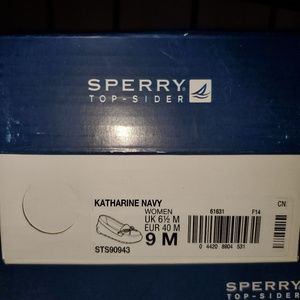 SPERRY
TOP-SIDER
KATHARINE NAVY
WOMEN
UK 6½ M
EUR 40 M
9 M
STS90943
61631 F14
CN
0 4420 8804 531
SPERRY
TOP-SIDER